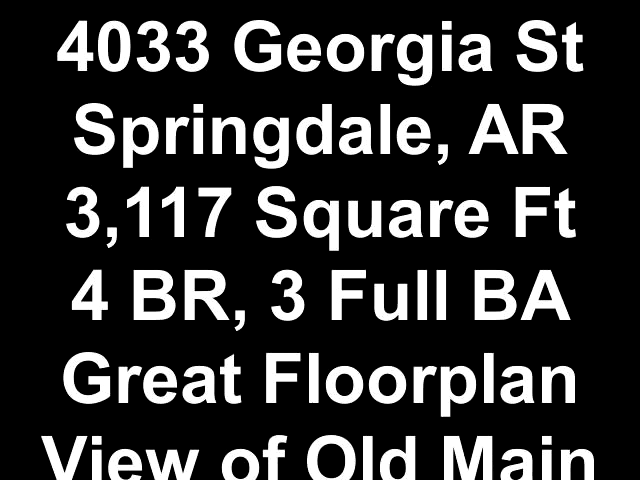 4033 Georgia St
Springdale, AR
3,117 Square Ft
4 BR, 3 Full BA
Great Floorplan
View of Old Main